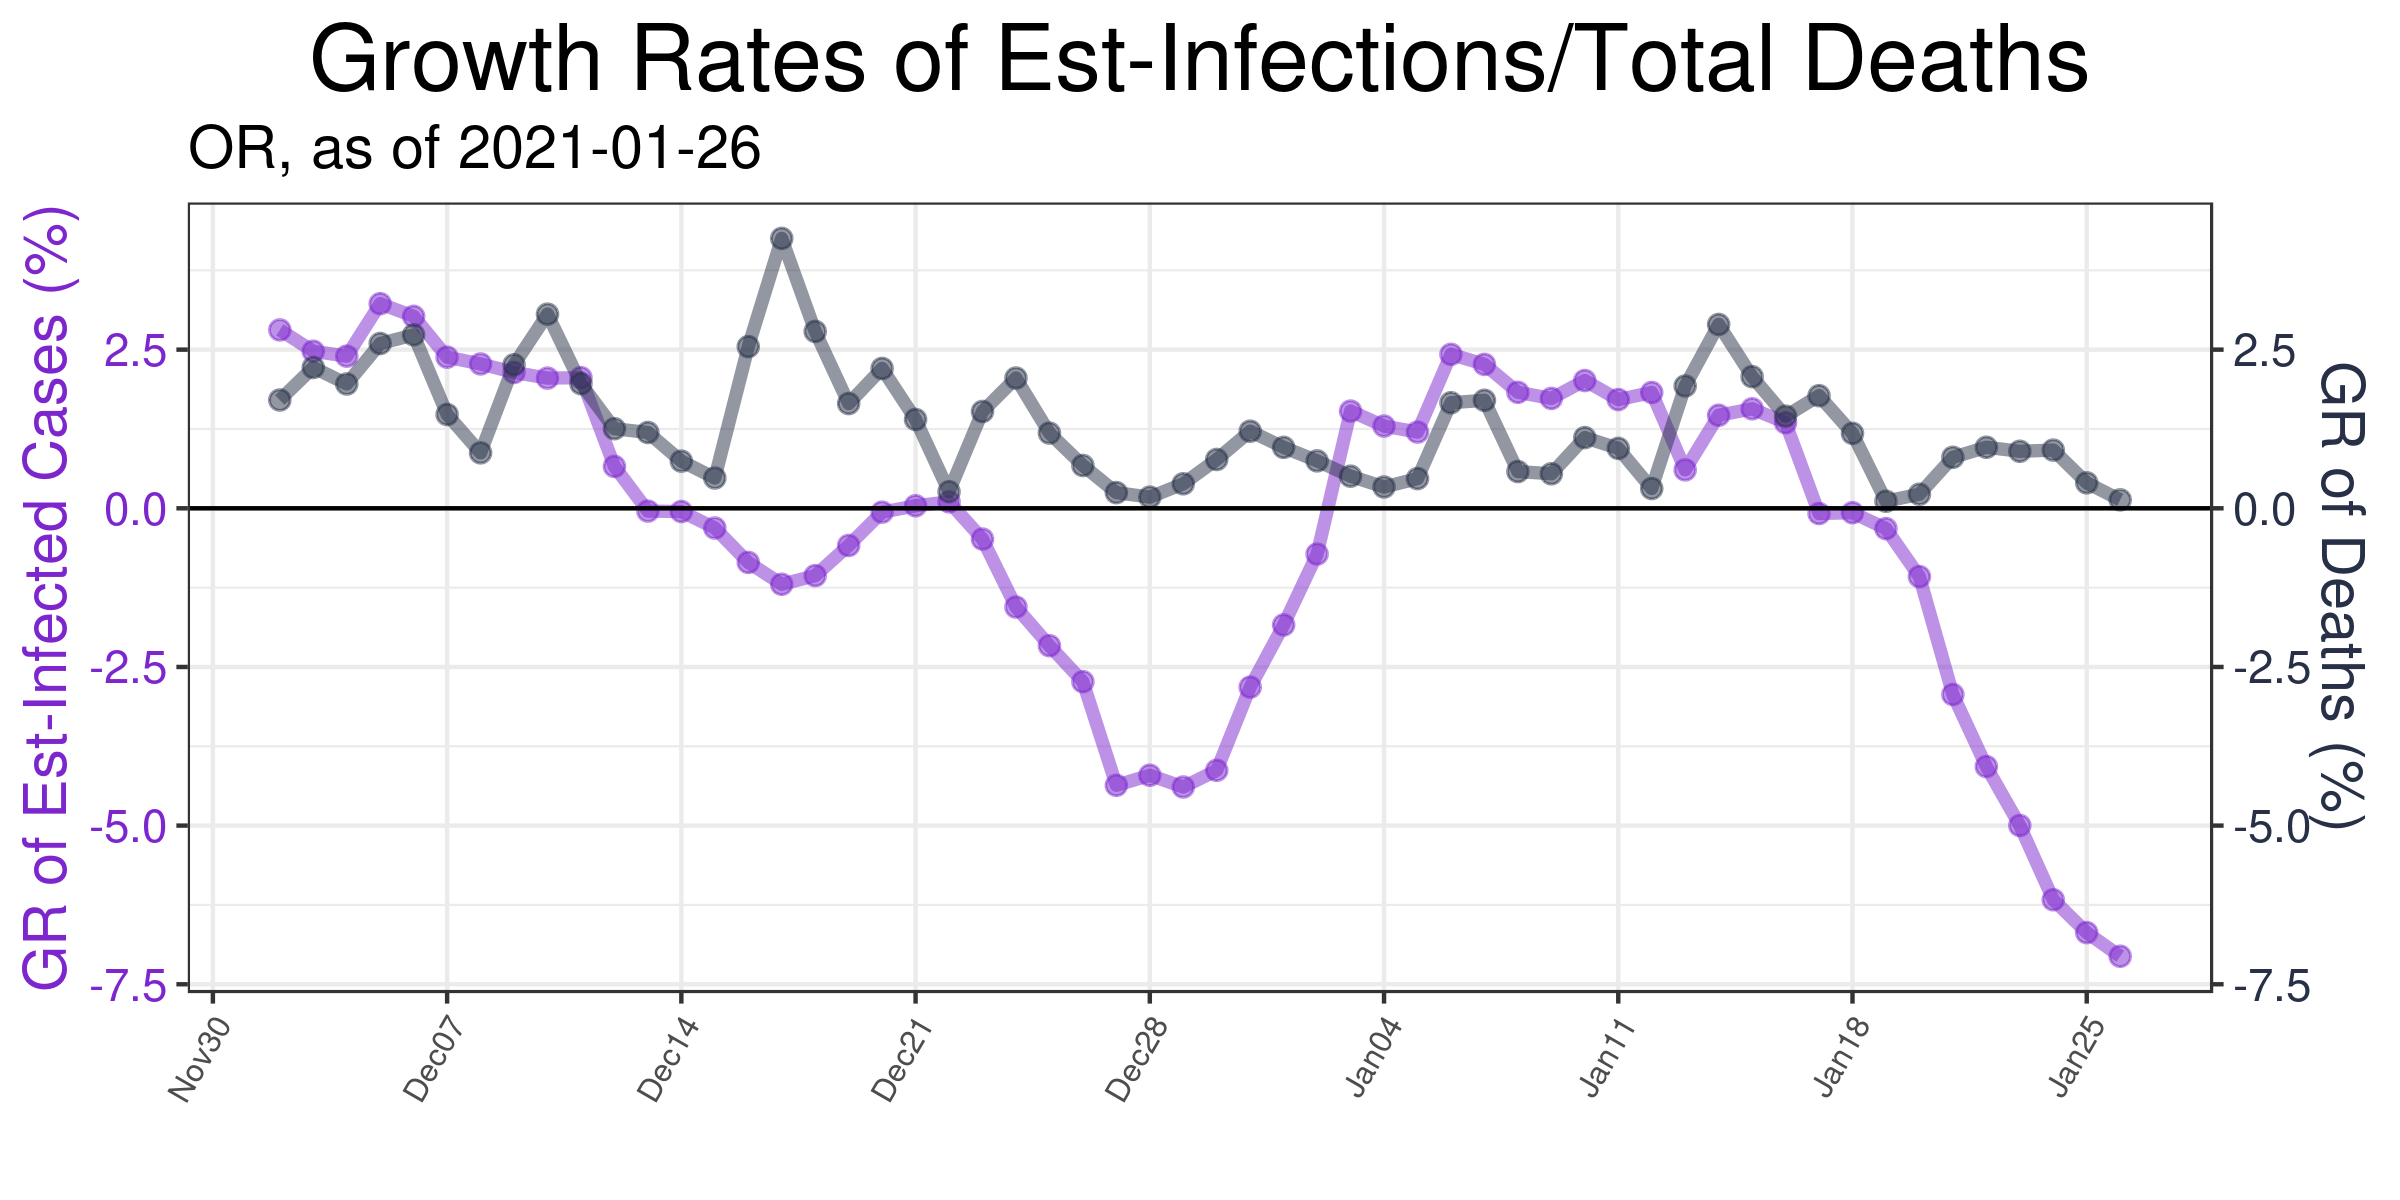 Growth Rates of Est-Infections/Total Deaths
OR, as of 2021-01-26
GR of Est-Infected Cases (%)
2.5
0.0
-2.5
-5.0
-7.5
2.5
0.0
-2.5
-5.0
-7.5
GR of Deaths (%)
Nov30
Dec07
Dec14
Dec21
Dec28
Jan04
Jan11
Jan18
Jan25